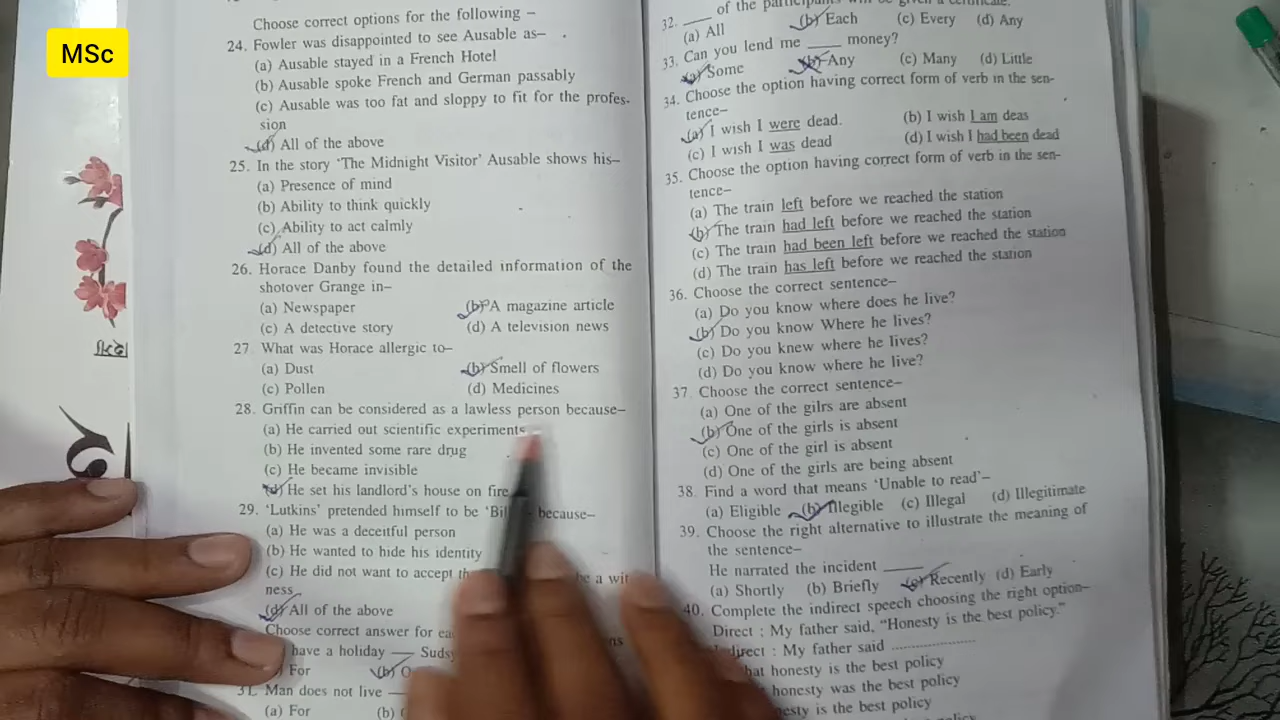 MSc
Choose correct options for the following –
24. Fowler was disappointed to see Ausable as–
(a) Ausable stayed in a French Hotel
(b) Ausable spoke French and German passably
(c) Ausable was too fat and sloppy to fit for the profes-
sion
(d) All of the above
25. In the story 'The Midnight Visitor' Ausable shows his–
(a) Presence of mind
(b) Ability to think quickly
(c) Ability to act calmly
(d) All of the above
26. Horace Danby found the detailed information of the
shotover Grange in–
(a) Newspaper (b) A magazine article
(c) A detective story (d) A television news
27. What was Horace allergic to–
(a) Dust (b) Smell of flowers
(c) Pollen (d) Medicines
28. Griffin can be considered as a lawless person because–
(a) He carried out scientific experiments
(b) He invented some rare drug
(c) He became invisible
(d) He set his landlord's house on fire
29. 'Lutkins' pretended himself to be because–
(a) He was a deceitful person
(b) He wanted to hide his identity
(c) He did not want to accept be a wit
ness
(d) All of the above
Choose correct answer for
have a holiday ___
For (b)
31. Man does not live
(a) For (b)
32. ___ of the participants will be given a certificate.
(a) All (b) Each (c) Every (d) Any
33. Can you lend me ___ money?
(a) Some (b) Any (c) Many (d) Little
34. Choose the option having correct form of verb in the sen-
tence–
(a) I wish I were dead. (b) I wish I am deas
(c) I wish I was dead (d) I wish I had been dead
35. Choose the option having correct form of verb in the sen-
tence–
(a) The train left before we reached the station
(b) The train had left before we reached the station
(c) The train had been left before we reached the station
(d) The train has left before we reached the station
36. Choose the correct sentence–
(a) Do you know where does he live?
(b) Do you know Where he lives?
(c) Do you knew where he lives?
(d) Do you know where he live?
37. Choose the correct sentence–
(a) One of the gilrs are absent
(b) One of the girls is absent
(c) One of the girl is absent
(d) One of the girls are being absent
38. Find a word that means 'Unable to read'–
(a) Eligible (b) Illegible (c) Illegal (d) Illegitimate
39. Choose the right alternative to illustrate the meaning of
the sentence–
He narrated the incident ____
(a) Shortly (b) Briefly (c) Recently (d) Early
40. Complete the indirect speech choosing the right option–
Direct : My father said, "Honesty is the best policy."
My father said ....................
honesty is the best policy
honesty was the best policy
is the best policy